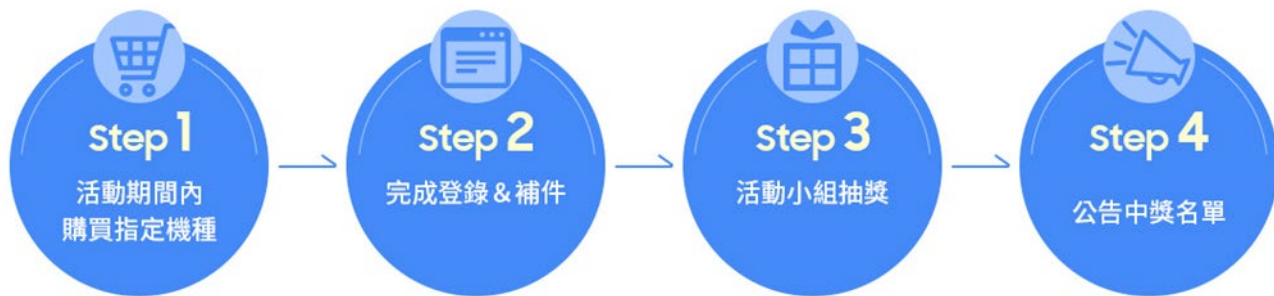 Step 1
活動期間內
購買指定機種
Step 2
完成登錄&補件
Step 3
活動小組抽獎
Step 4
公告中獎名單